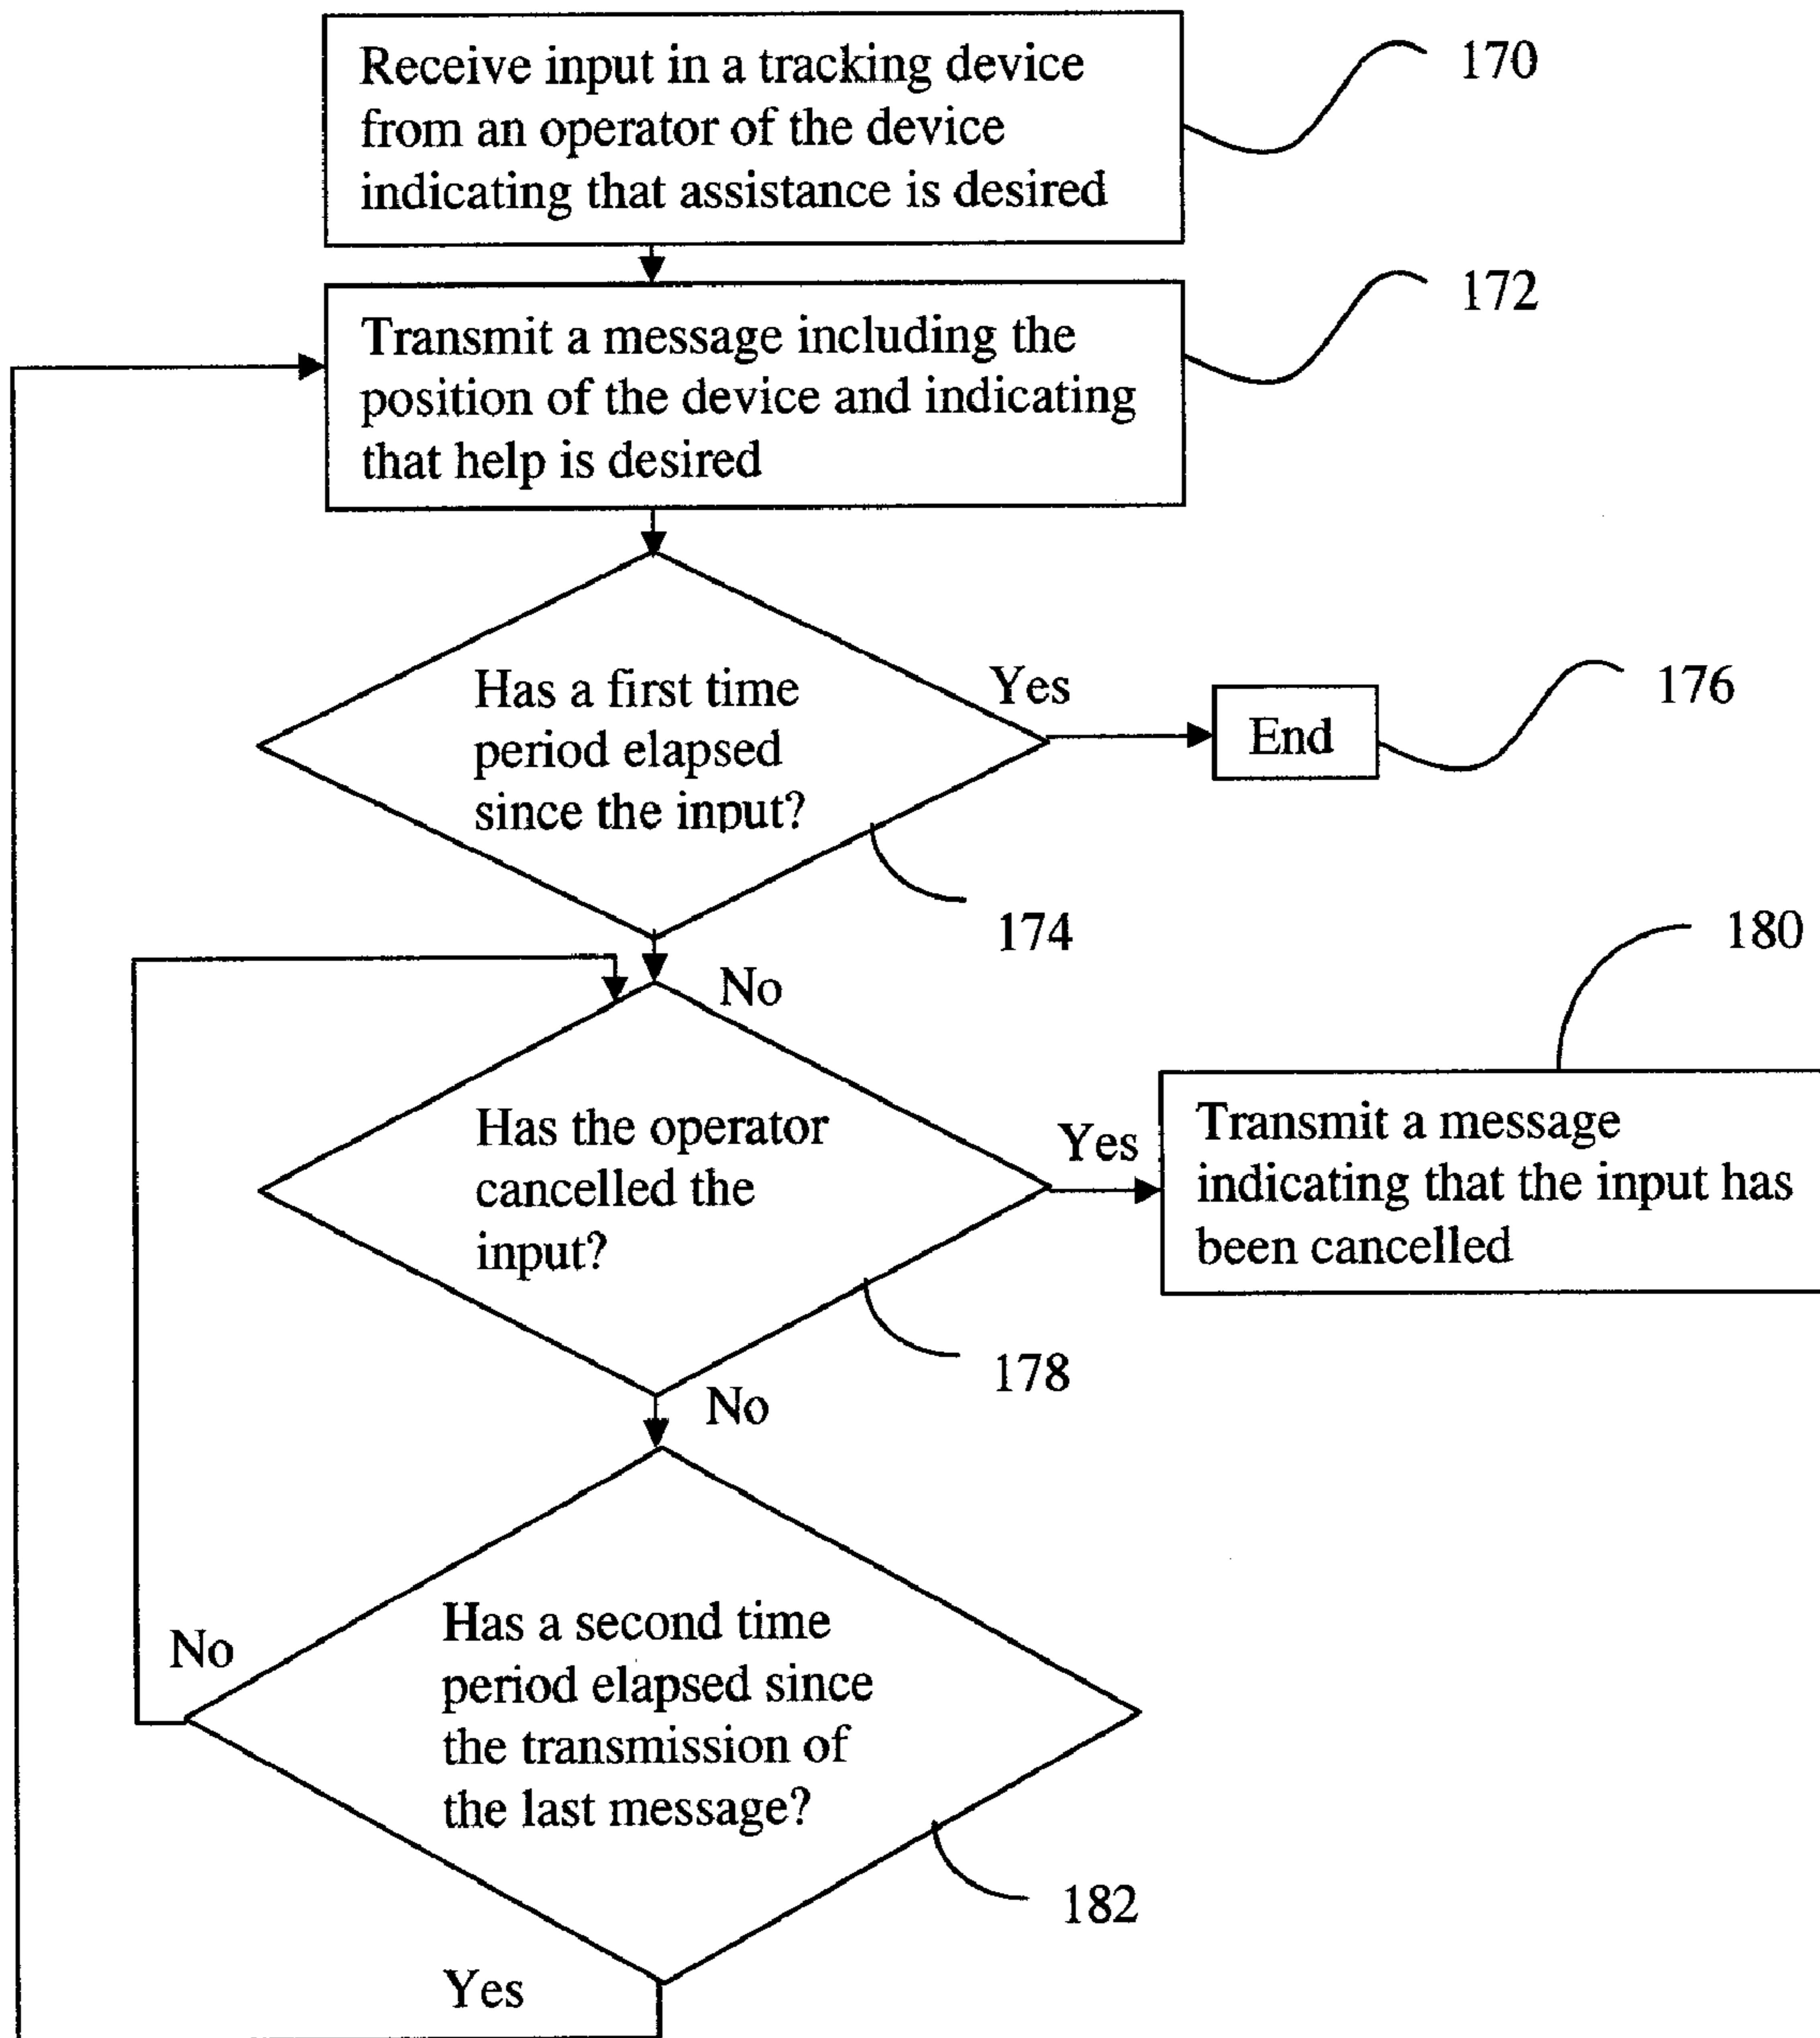 Receive input in a tracking device
from an operator of the device
indicating that assistance is desired
170
Transmit a message including the
position of the device and indicating
that help is desired
172
Has a first time
period elapsed
since the input?
Yes
End
176
174
No
Has the operator
cancelled the
input?
Yes
Transmit a message
indicating that the input has
been cancelled
180
178
No
Has a second time
period elapsed since
the transmission of
the last message?
No
182
Yes